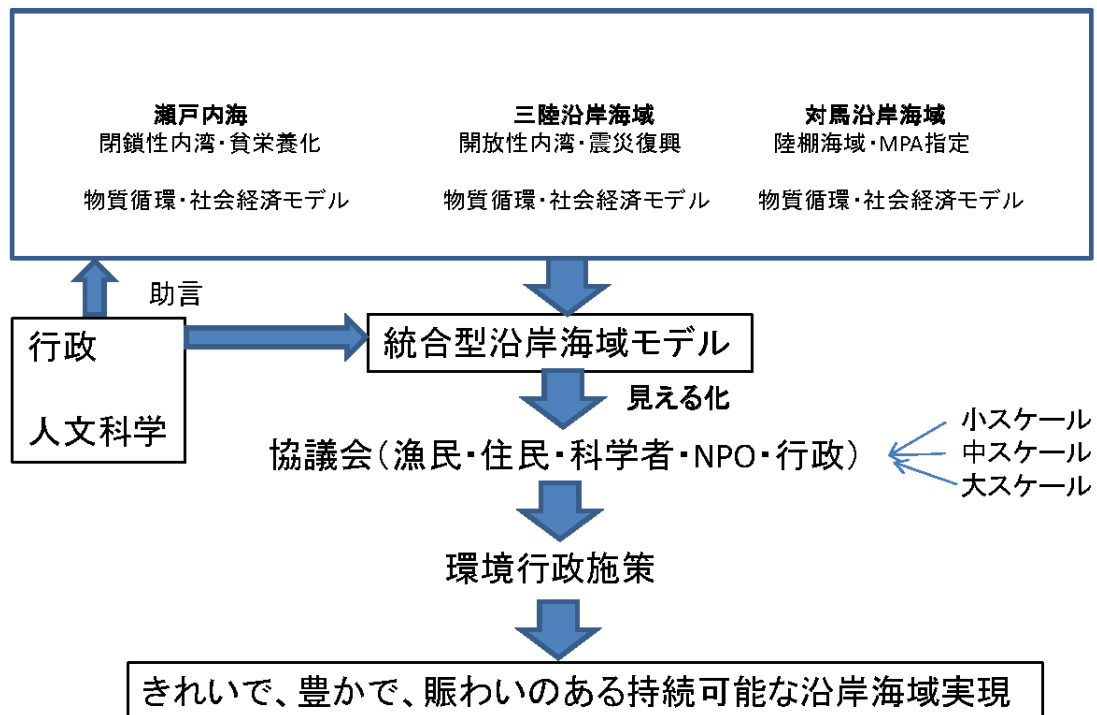 瀬戸内海
閉鎖性内湾・貧栄養化
物質循環・社会経済モデル
三陸沿岸海域
開放性内湾・震災復興
物質循環・社会経済モデル
対馬沿岸海域
陸棚海域・MPA指定
物質循環・社会経済モデル
助言
行政
人文科学
統合型沿岸海域モデル
見える化
協議会(漁民・住民・科学者・NPO・行政)
小スケール
中スケール
大スケール
環境行政施策
きれいで、豊かで、賑わいのある持続可能な沿岸海域実現